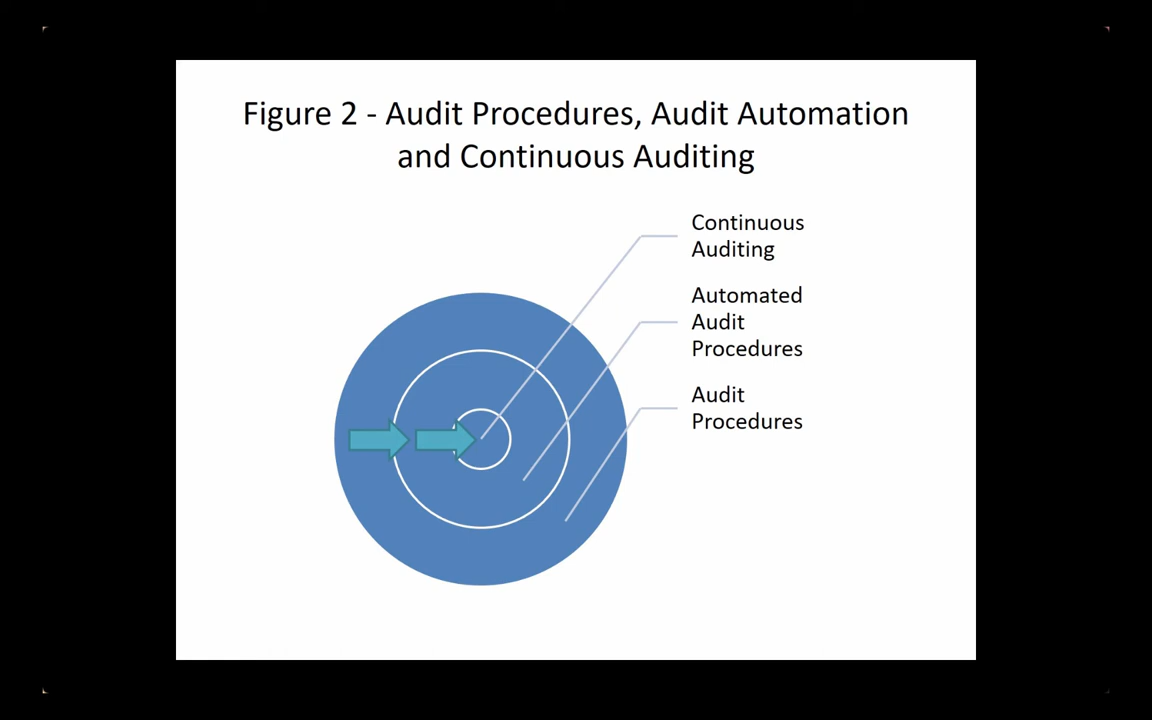 Figure 2 - Audit Procedures, Audit Automation
and Continuous Auditing
Continuous
Auditing
Automated
Audit
Procedures
Audit
Procedures